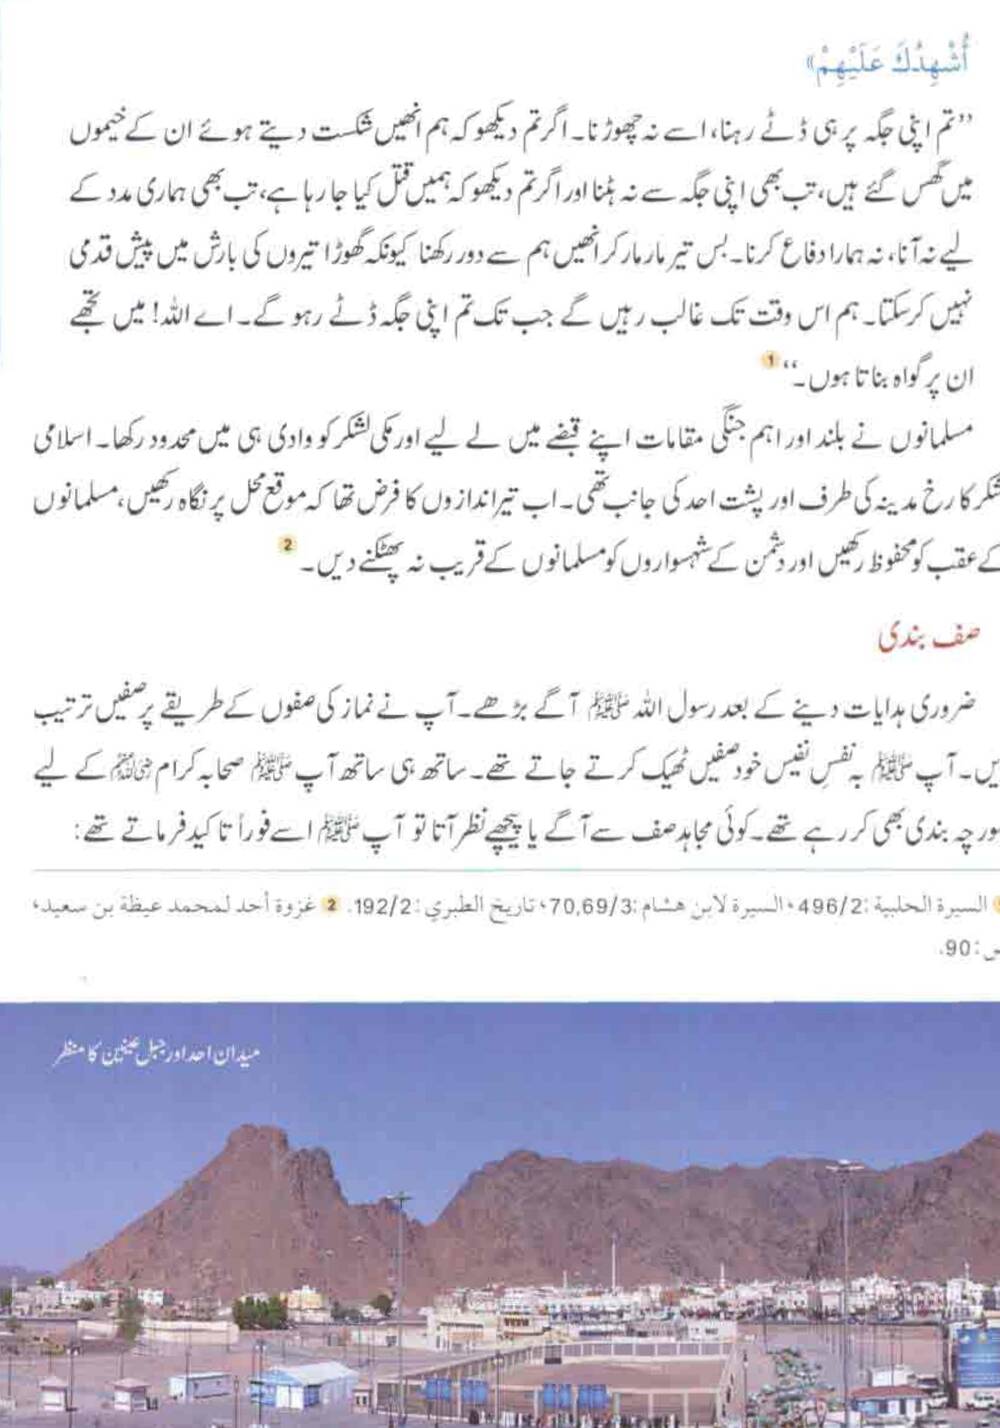 أُشْهِدُكَ عَلَيْهِمْ»
’’تم اپنی جگہ پر ہی ڈٹے رہنا، اسے نہ چھوڑنا۔ اگر تم دیکھو کہ ہم انھیں شکست دیتے ہوئے ان کے خیموں
میں گھس گئے ہیں، تب بھی اپنی جگہ سے نہ ہٹنا اور اگر تم دیکھو کہ ہمیں قتل کیا جا رہا ہے، تب بھی ہماری مدد کے
لیے نہ آنا، نہ ہمارا دفاع کرنا۔ بس تیر مار مار کر انھیں ہم سے دور رکھنا کیونکہ گھوڑا تیروں کی بارش میں پیش قدمی
نہیں کر سکتا۔ ہم اس وقت تک غالب رہیں گے جب تک تم اپنی جگہ ڈٹے رہو گے۔ اے اللہ! میں تجھے
ان پر گواہ بناتا ہوں۔‘‘ 1
مسلمانوں نے بلند اور اہم جنگی مقامات اپنے قبضے میں لے لیے اور مکی لشکر کو وادی ہی میں محدود رکھا۔ اسلامی
شکر کا رخ مدینہ کی طرف اور پشت احد کی جانب تھی۔ اب تیر اندازوں کا فرض تھا کہ موقع محل پر نگاہ رکھیں، مسلمانوں
کے عقب کو محفوظ رکھیں اور دشمن کے شہسواروں کو مسلمانوں کے قریب نہ پھٹکنے دیں۔ 2
صف بندی
ضروری ہدایات دینے کے بعد رسول اللہ ﷺ آگے بڑھے۔ آپ نے نماز کی صفوں کے طریقے پر صفیں ترتیب
یں۔ آپ ﷺ بہ نفسِ نفیس خود صفیں ٹھیک کرتے جاتے تھے۔ ساتھ ہی ساتھ آپ ﷺ صحابہ کرام رضی اللہ عنہم کے لیے
ورچہ بندی بھی کر رہے تھے۔ کوئی مجاہد صف سے آگے یا پیچھے نظر آتا تو آپ ﷺ اسے فوراً تاکید فرماتے تھے:
السيرة الحلبية: 496/2، السيرة لابن هشام: 70,69/3، تاريخ الطبري: 192/2. 2 غزوة أحد لمحمد عيظة بن سعيد،
ص: 90.
میدان احد اور جبل عینین کا منظر